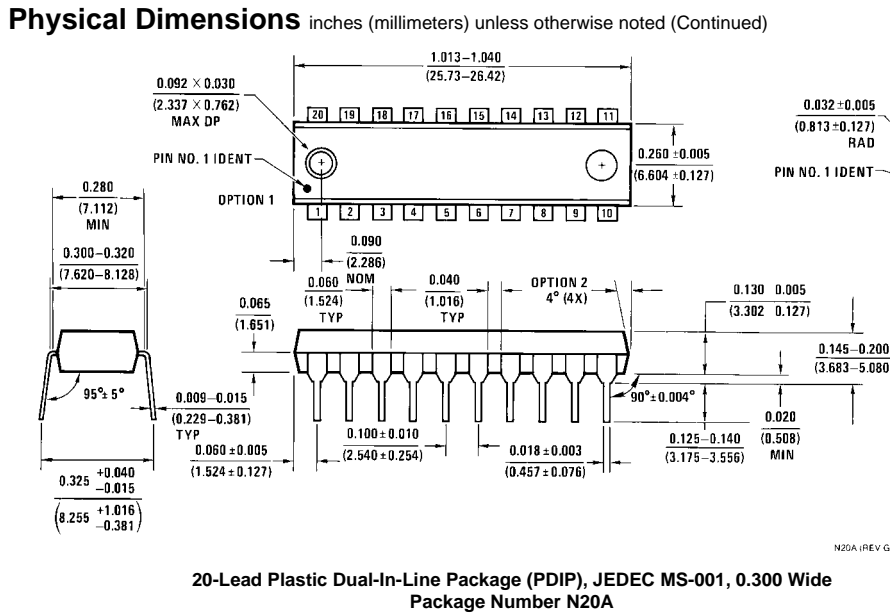 Physical Dimensions inches (millimeters) unless otherwise noted (Continued)
1.013–1.040
(25.73–26.42)
0.092 × 0.030
(2.337 × 0.762)
MAX DP
20 19 18 17 16 15 14 13 12 11
0.032 ±0.005
(0.813 ±0.127)
RAD
PIN NO. 1 IDENT
0.260 ±0.005
(6.604 ±0.127)
PIN NO. 1 IDENT
OPTION 1
1 2 3 4 5 6 7 8 9 10
0.280
(7.112)
MIN
0.300–0.320
(7.620–8.128)
0.090
(2.286)
NOM
0.060
(1.524)
TYP
0.040
(1.016)
TYP
OPTION 2
4° (4X)
0.065
(1.651)
0.130 0.005
(3.302 0.127)
0.145–0.200
(3.683–5.080
95°± 5°
0.009–0.015
(0.229–0.381)
TYP
90°±0.004°
0.020
(0.508)
MIN
0.100 ±0.010
(2.540 ±0.254)
0.060 ±0.005
(1.524 ±0.127)
0.018 ±0.003
(0.457 ±0.076)
0.125–0.140
(3.175–3.556)
0.325 +0.040
–0.015
(8.255 +1.016
–0.381)
N20A (REV G
20-Lead Plastic Dual-In-Line Package (PDIP), JEDEC MS-001, 0.300 Wide
Package Number N20A